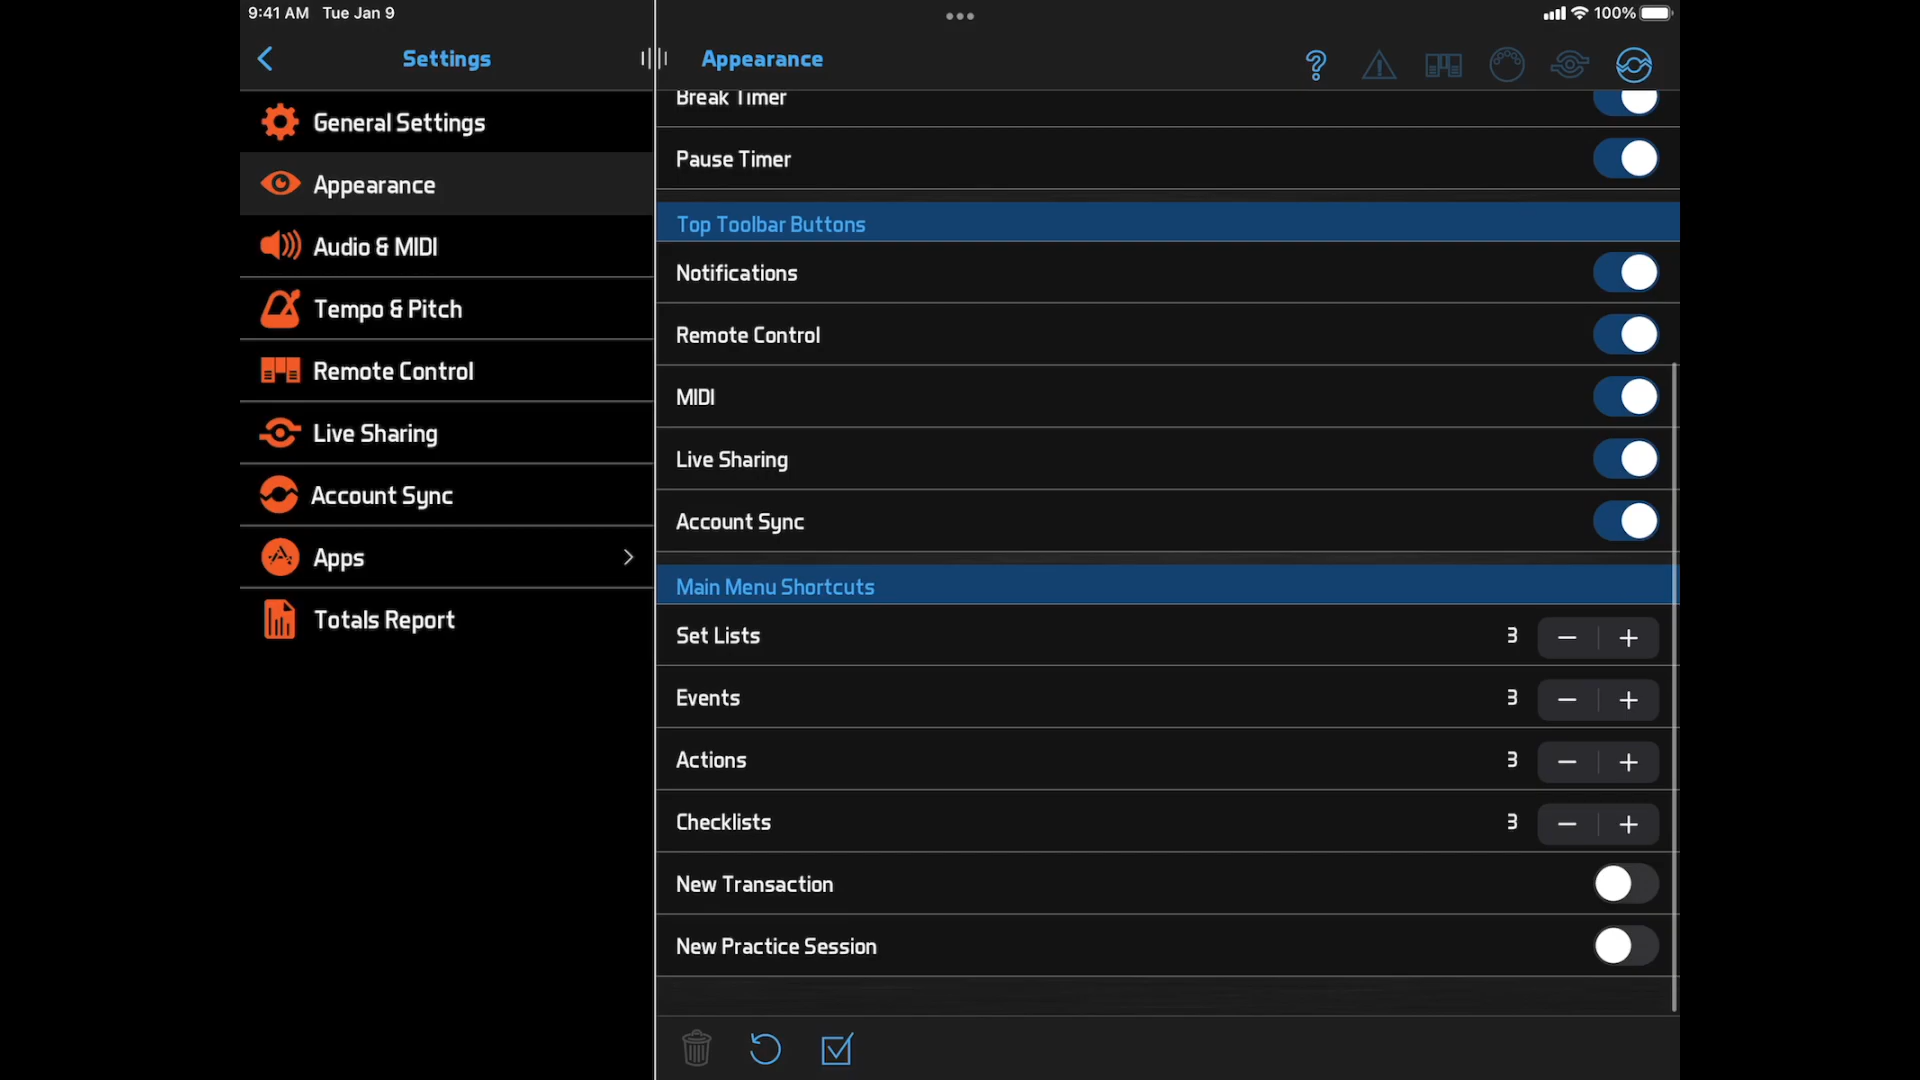 9:41 AM Tue Jan 9
100%
Settings
Appearance
General Settings
Appearance
Audio & MIDI
Tempo & Pitch
Remote Control
Live Sharing
Account Sync
Apps
Totals Report
Break Timer
Pause Timer
Top Toolbar Buttons
Notifications
Remote Control
MIDI
Live Sharing
Account Sync
Main Menu Shortcuts
Set Lists 3
Events 3
Actions 3
Checklists 3
New Transaction
New Practice Session